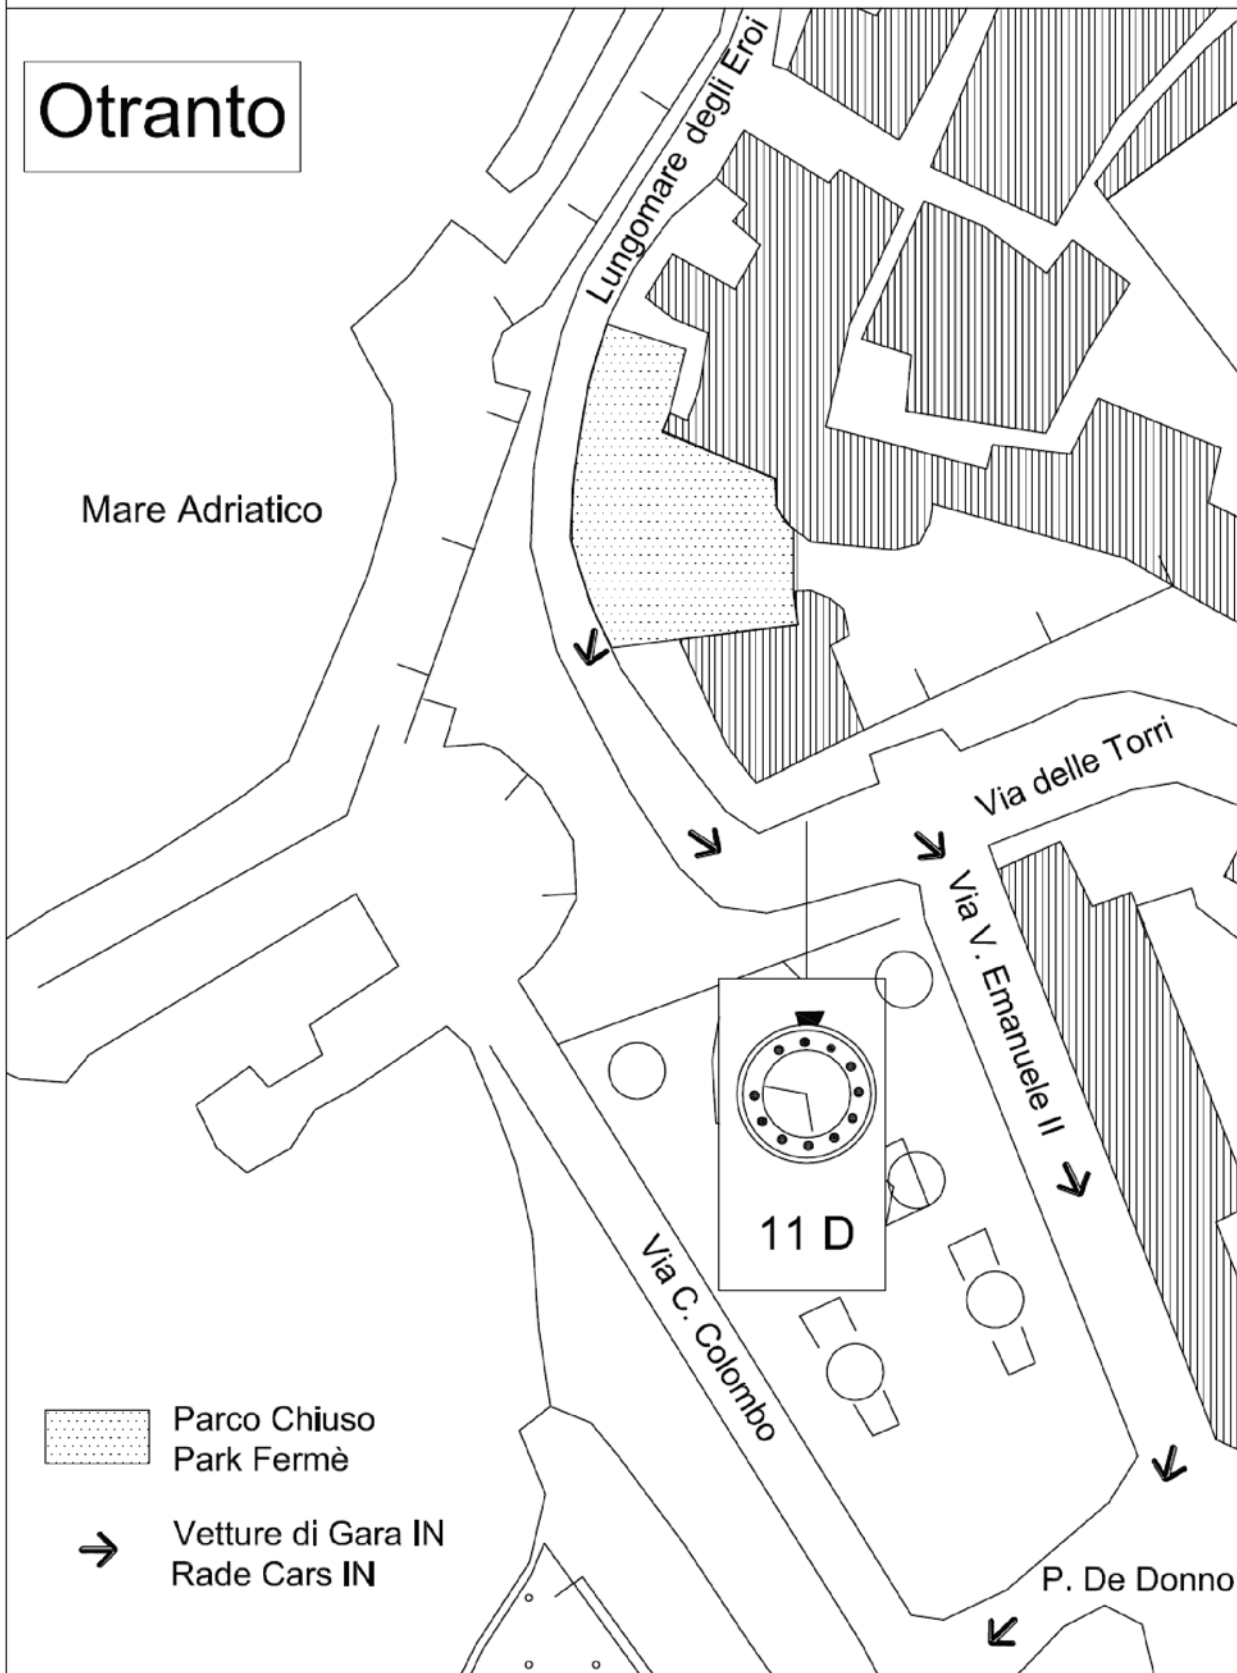 Otranto
Lungomare degli Eroi
Mare Adriatico
Via delle Torri
Via V. Emanuele II
11 D
Via C. Colombo
Parco Chiuso
Park Fermè
Vetture di Gara IN
Rade Cars IN
P. De Donno